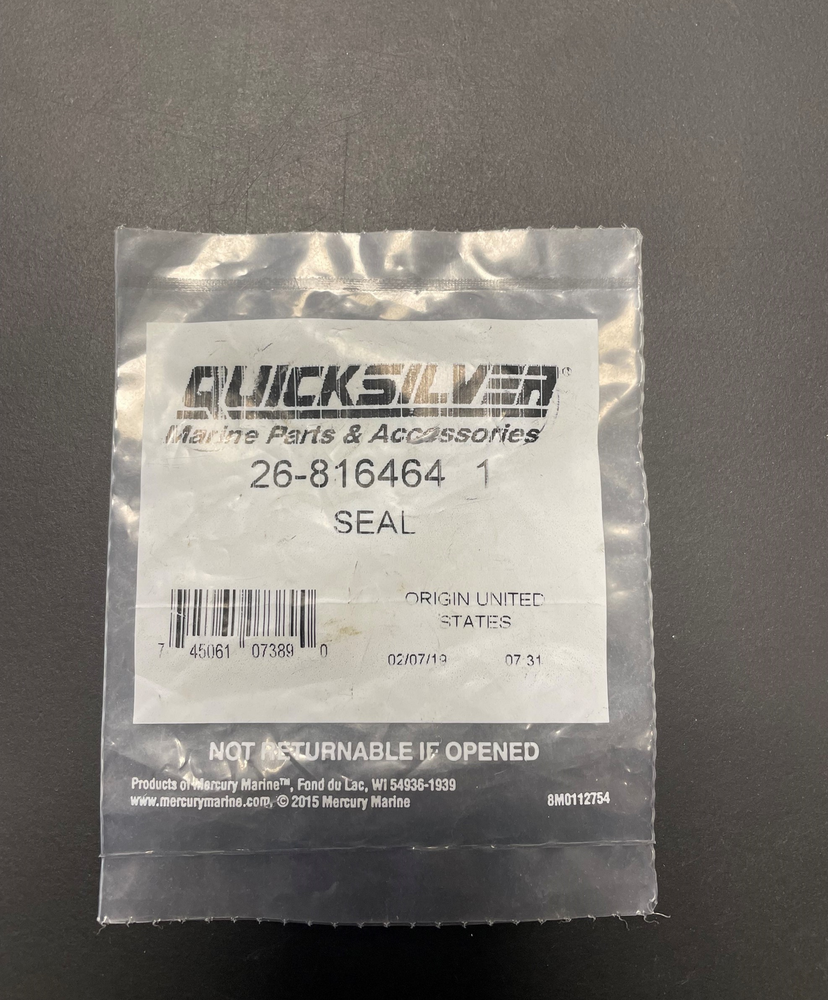 QUICKSILVER®
Marine Parts & Accessories
26-816464 1
SEAL
ORIGIN UNITED
STATES
7 45061 07389 0
02/07/19 07 31
NOT RETURNABLE IF OPENED
Products of Mercury Marine™, Fond du Lac, WI 54936-1939
www.mercurymarine.com, © 2015 Mercury Marine
8M0112754